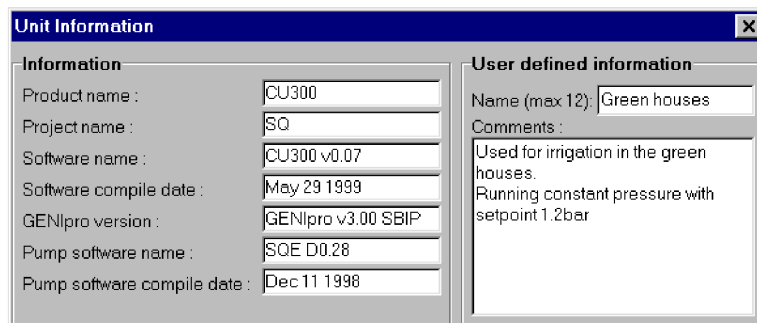 Unit Information
Information
Product name : CU300
Project name : SQ
Software name : CU300 v0.07
Software compile date : May 29 1999
GENIpro version : GENIpro v3.00 SBIP
Pump software name : SQE D0.28
Pump software compile date : Dec 11 1998
User defined information
Name (max 12): Green houses
Comments :
Used for irrigation in the green
houses.
Running constant pressure with
setpoint 1.2bar